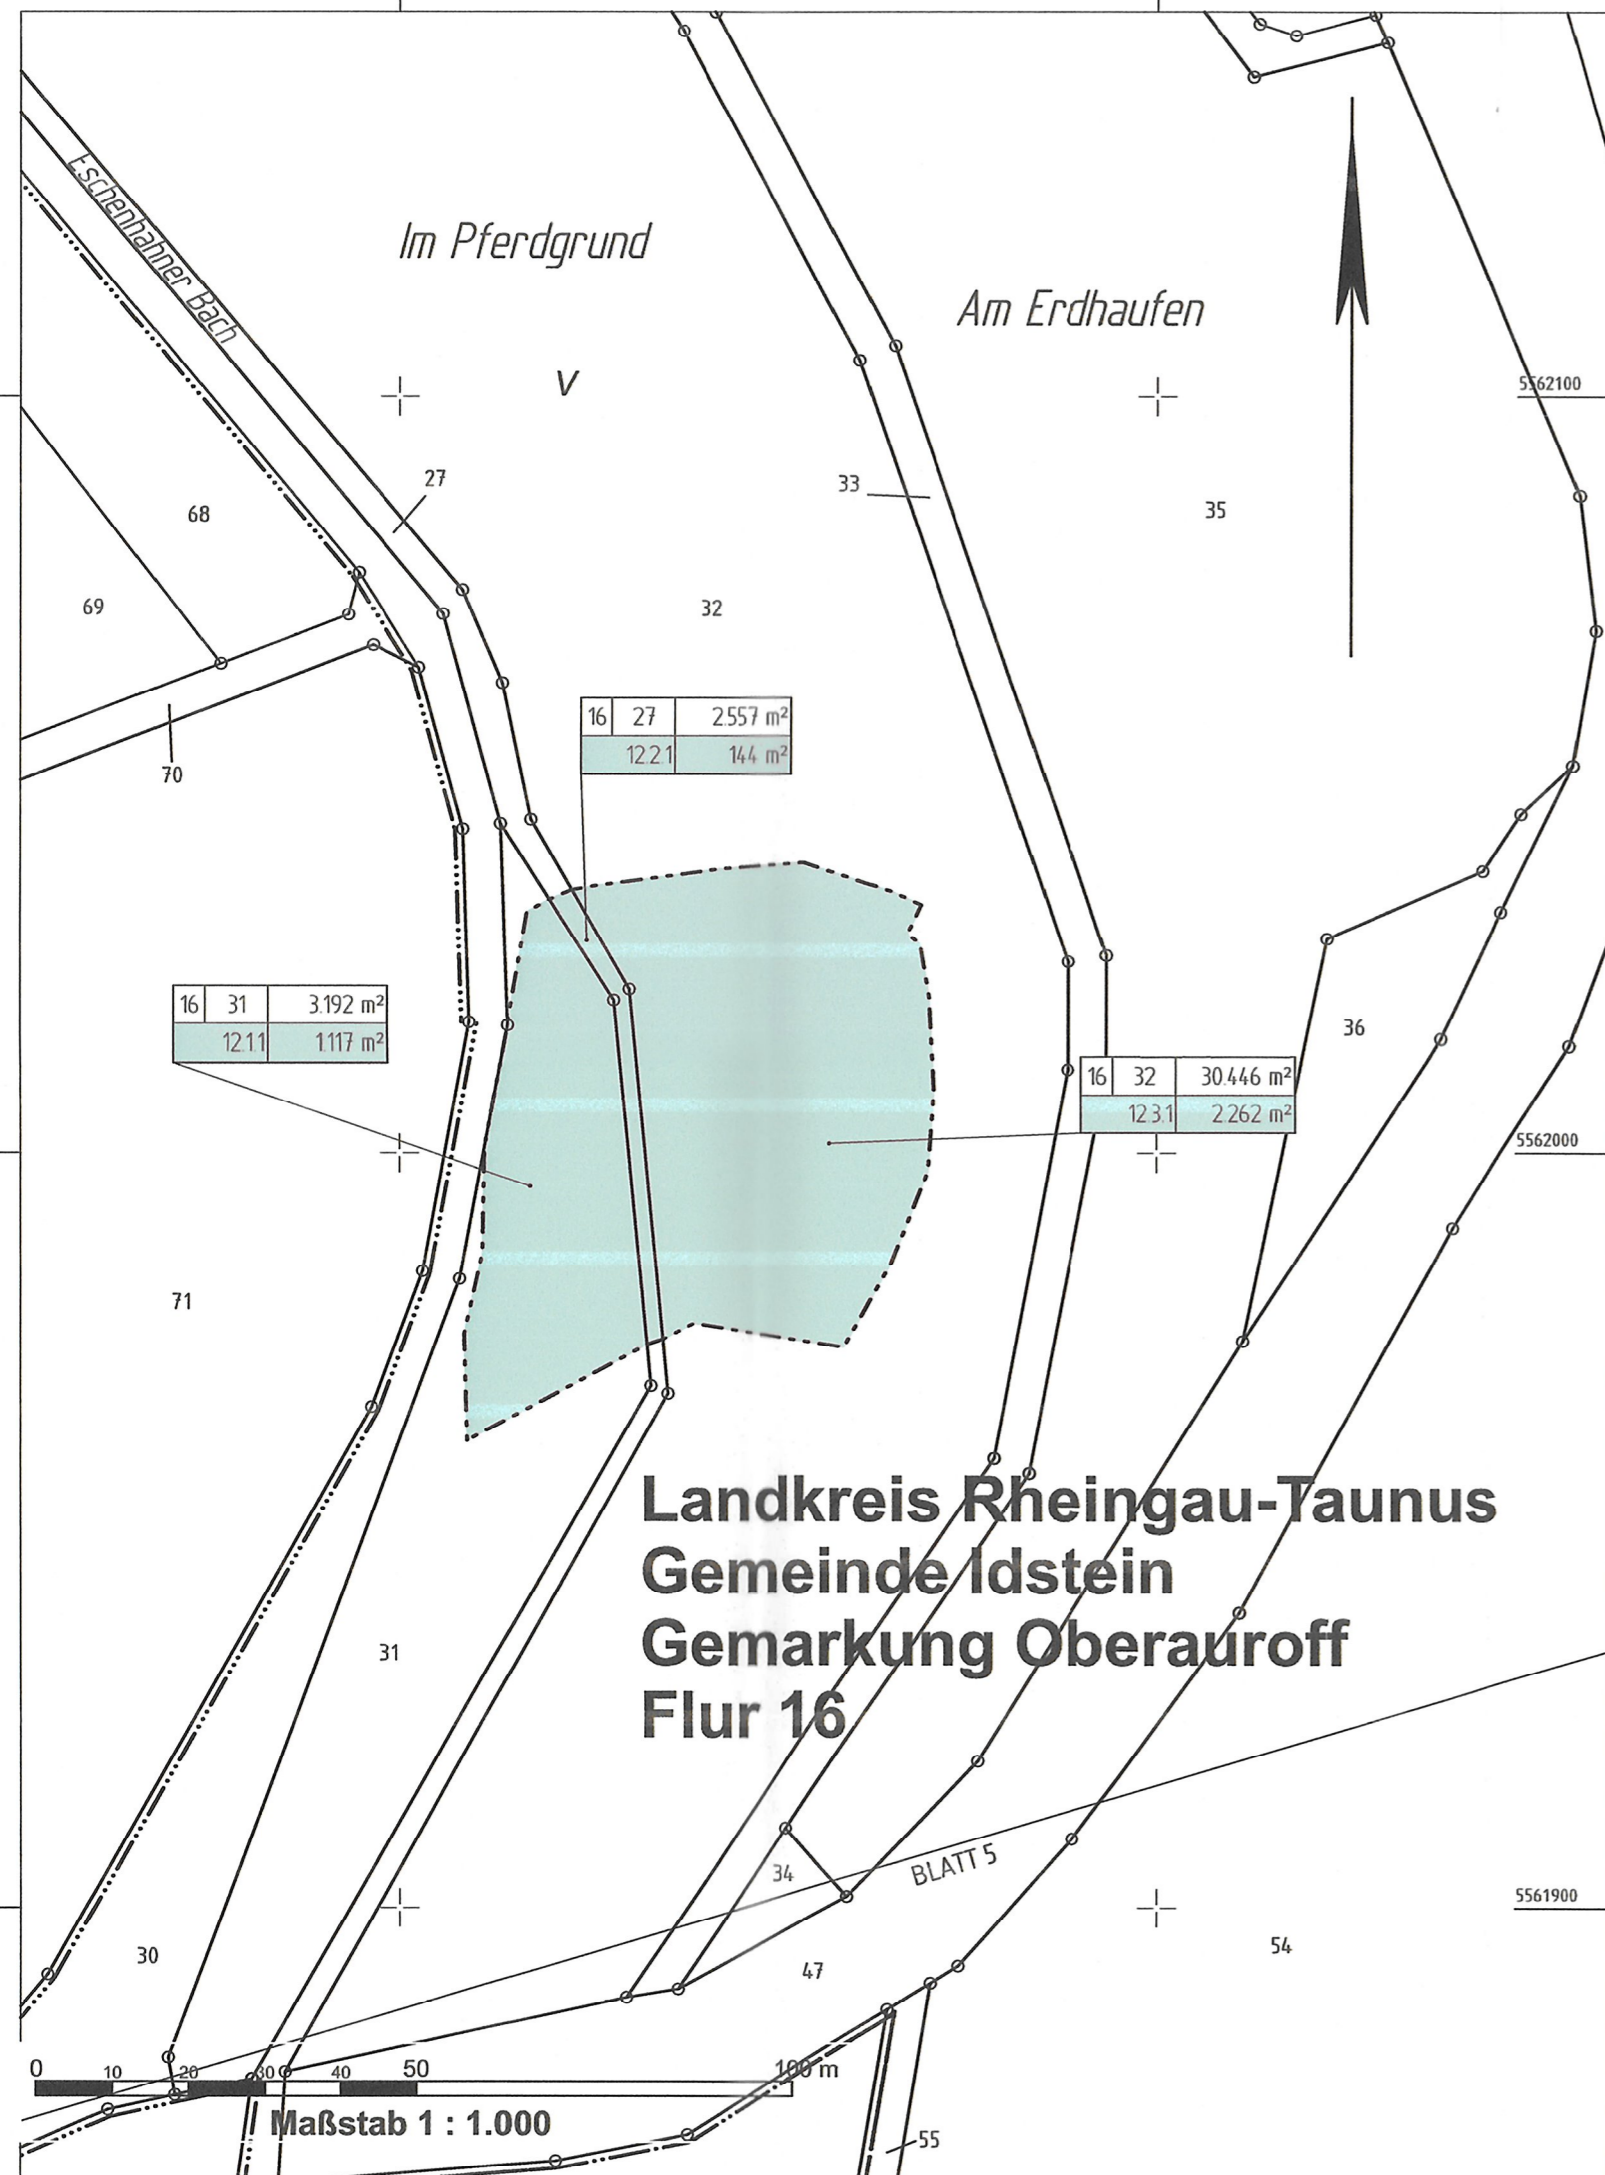 Eschenhahner Bach
Im Pferdgrund
Am Erdhaufen
V
5562100
27
33
68
35
69
32
16 27 2.557 m²
12.2.1 144 m²
70
16 31 3.192 m²
12.1.1 1.117 m²
36
16 32 30.446 m²
12.3.1 2.262 m²
5562000
71
Landkreis Rheingau-Taunus
Gemeinde Idstein
Gemarkung Oberauroff
Flur 16
31
BLATT 5
34
5561900
30
47
54
0 10 20 30 40 50 100 m
Maßstab 1 : 1.000
55